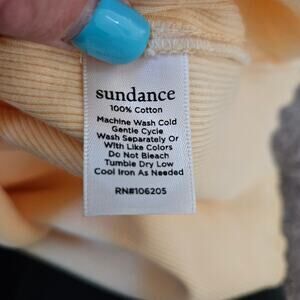 sundance
100% Cotton
Machine Wash Cold
Gentle Cycle
Wash Separately Or
With Like Colors
Do Not Bleach
Tumble Dry Low
Cool Iron As Needed
RN#106205